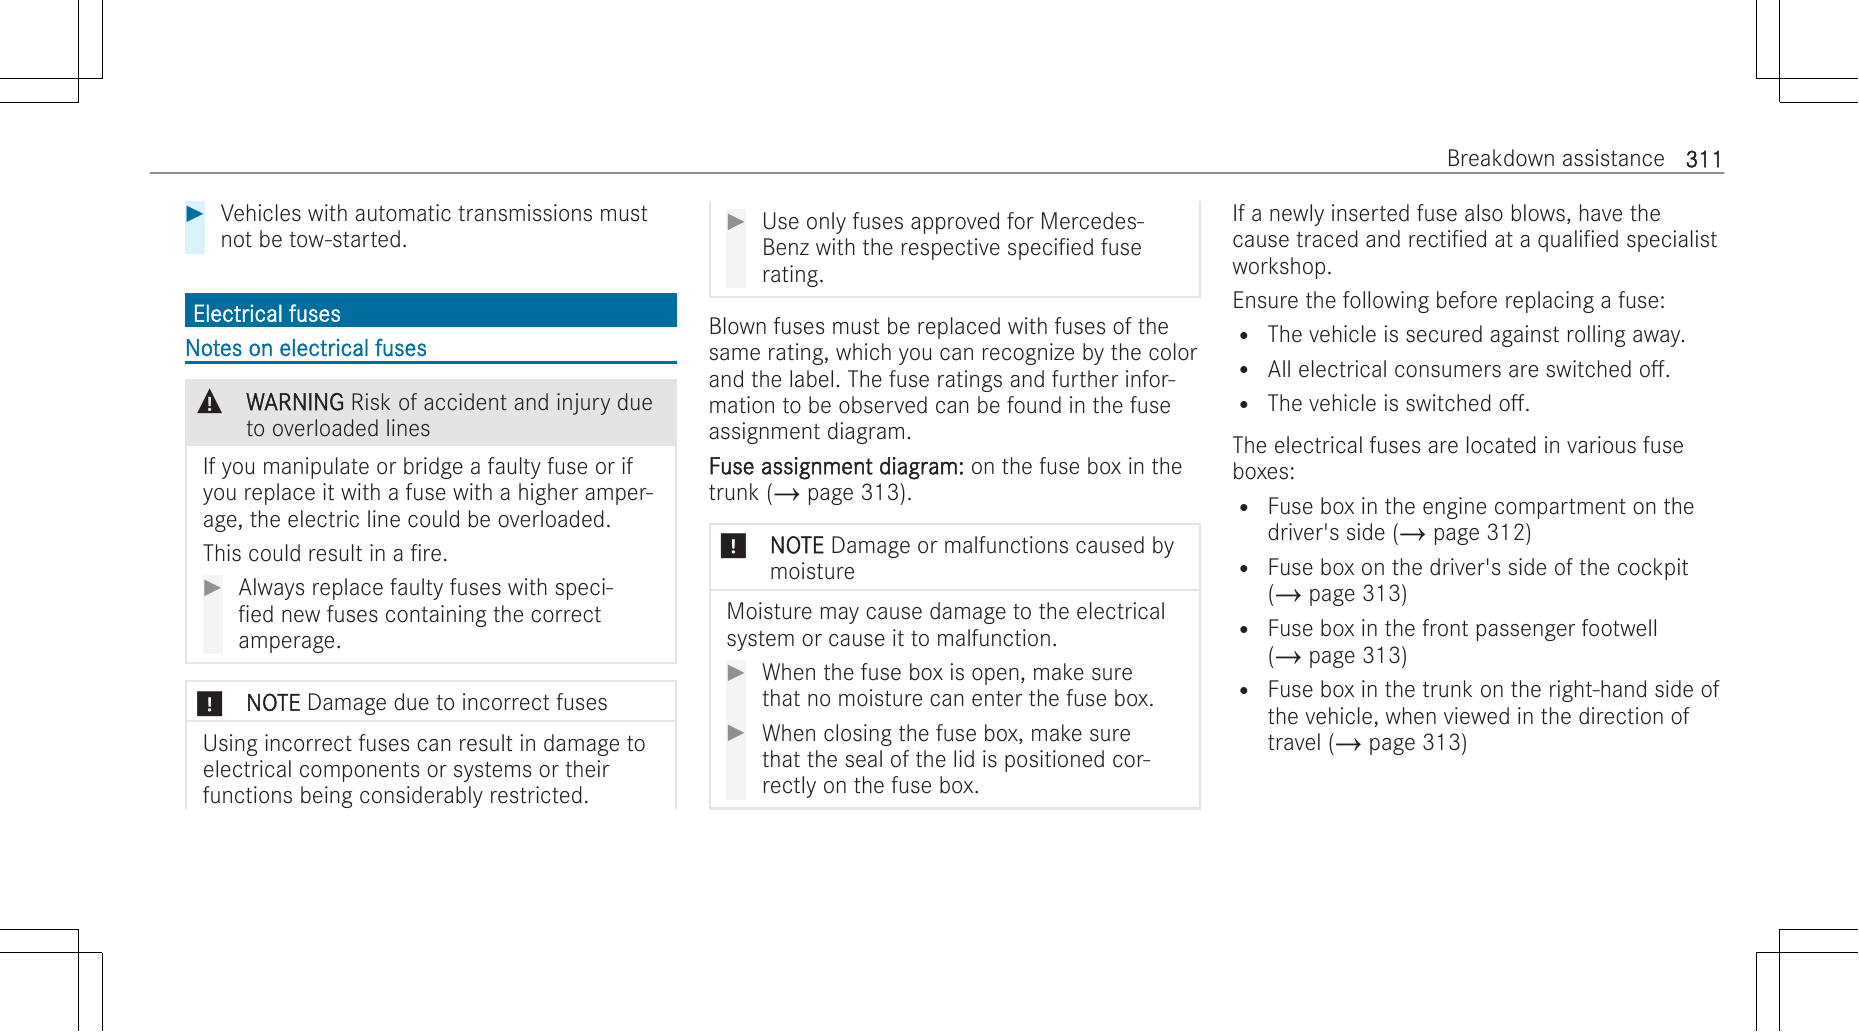 Breakdown assistance 311
Vehicles with automatic transmissions must
not be tow-started.
Electrical fuses
Notes on electrical fuses
WARNING Risk of accident and injury due
to overloaded lines
If you manipulate or bridge a faulty fuse or if
you replace it with a fuse with a higher amper-
age, the electric line could be overloaded.
This could result in a fire.
Always replace faulty fuses with speci-
fied new fuses containing the correct
amperage.
NOTE Damage due to incorrect fuses
Using incorrect fuses can result in damage to
electrical components or systems or their
functions being considerably restricted.
Use only fuses approved for Mercedes-
Benz with the respective specified fuse
rating.
Blown fuses must be replaced with fuses of the
same rating, which you can recognize by the color
and the label. The fuse ratings and further infor-
mation to be observed can be found in the fuse
assignment diagram.
Fuse assignment diagram: on the fuse box in the
trunk (→ page 313).
NOTE Damage or malfunctions caused by
moisture
Moisture may cause damage to the electrical
system or cause it to malfunction.
When the fuse box is open, make sure
that no moisture can enter the fuse box.
When closing the fuse box, make sure
that the seal of the lid is positioned cor-
rectly on the fuse box.
If a newly inserted fuse also blows, have the
cause traced and rectified at a qualified specialist
workshop.
Ensure the following before replacing a fuse:
• The vehicle is secured against rolling away.
• All electrical consumers are switched off.
• The vehicle is switched off.
The electrical fuses are located in various fuse
boxes:
• Fuse box in the engine compartment on the
driver's side (→ page 312)
• Fuse box on the driver's side of the cockpit
(→ page 313)
• Fuse box in the front passenger footwell
(→ page 313)
• Fuse box in the trunk on the right-hand side of
the vehicle, when viewed in the direction of
travel (→ page 313)